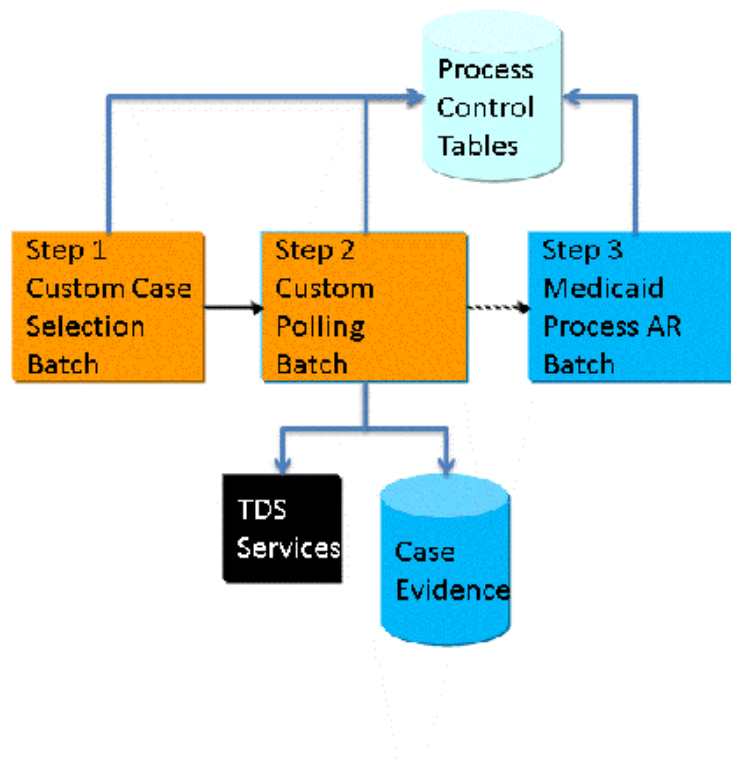 Process
Control
Tables
Step 1
Custom Case
Selection
Batch
Step 2
Custom
Polling
Batch
Step 3
Medicaid
Process AR
Batch
TDS
Services
Case
Evidence